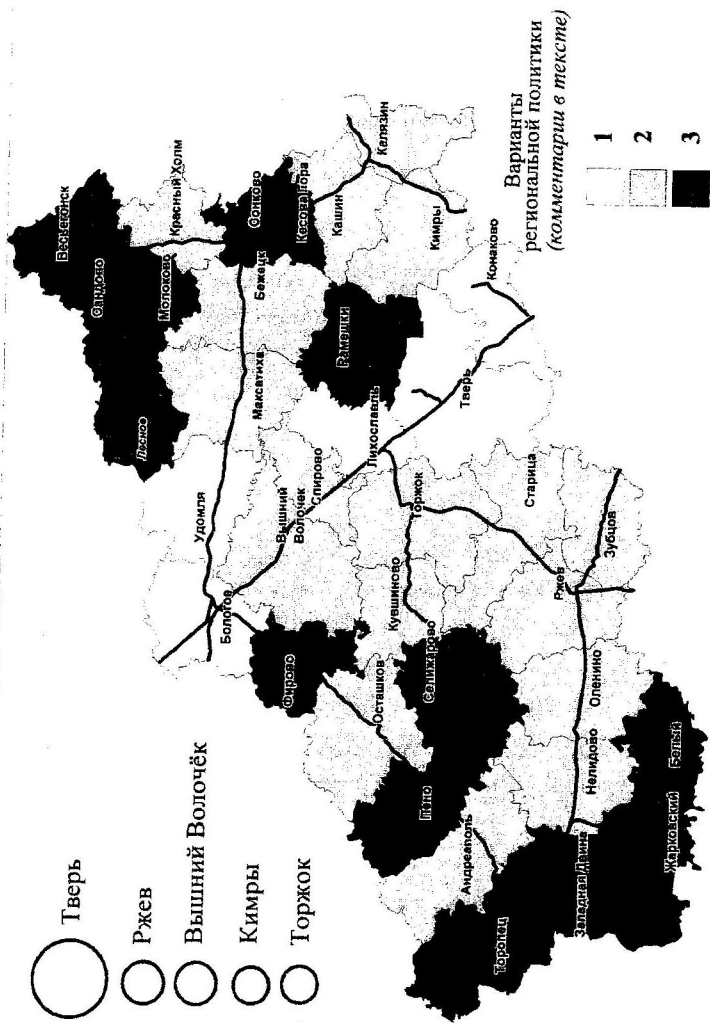 Тверь
Ржев
Вышний Волочёк
Кимры
Торжок
Весьегонск
Сандово
Красный Холм
Молоково
Лесное
Сонково
Кесова Гора
Бежецк
Максатиха
Кашин
Калязин
Рамешки
Кимры
Удомля
Спирово
Вышний
Волочек
Лихославль
Конаково
Тверь
Бологое
Торжок
Старица
Фирово
Кувшиново
Зубцов
Ржев
Осташков
Селижарово
Оленино
Пено
Нелидово
Белый
Андреаполь
Западная Двина
Жарковский
Торопец
Варианты
региональной политики
(комментарии в тексте)
1
2
3